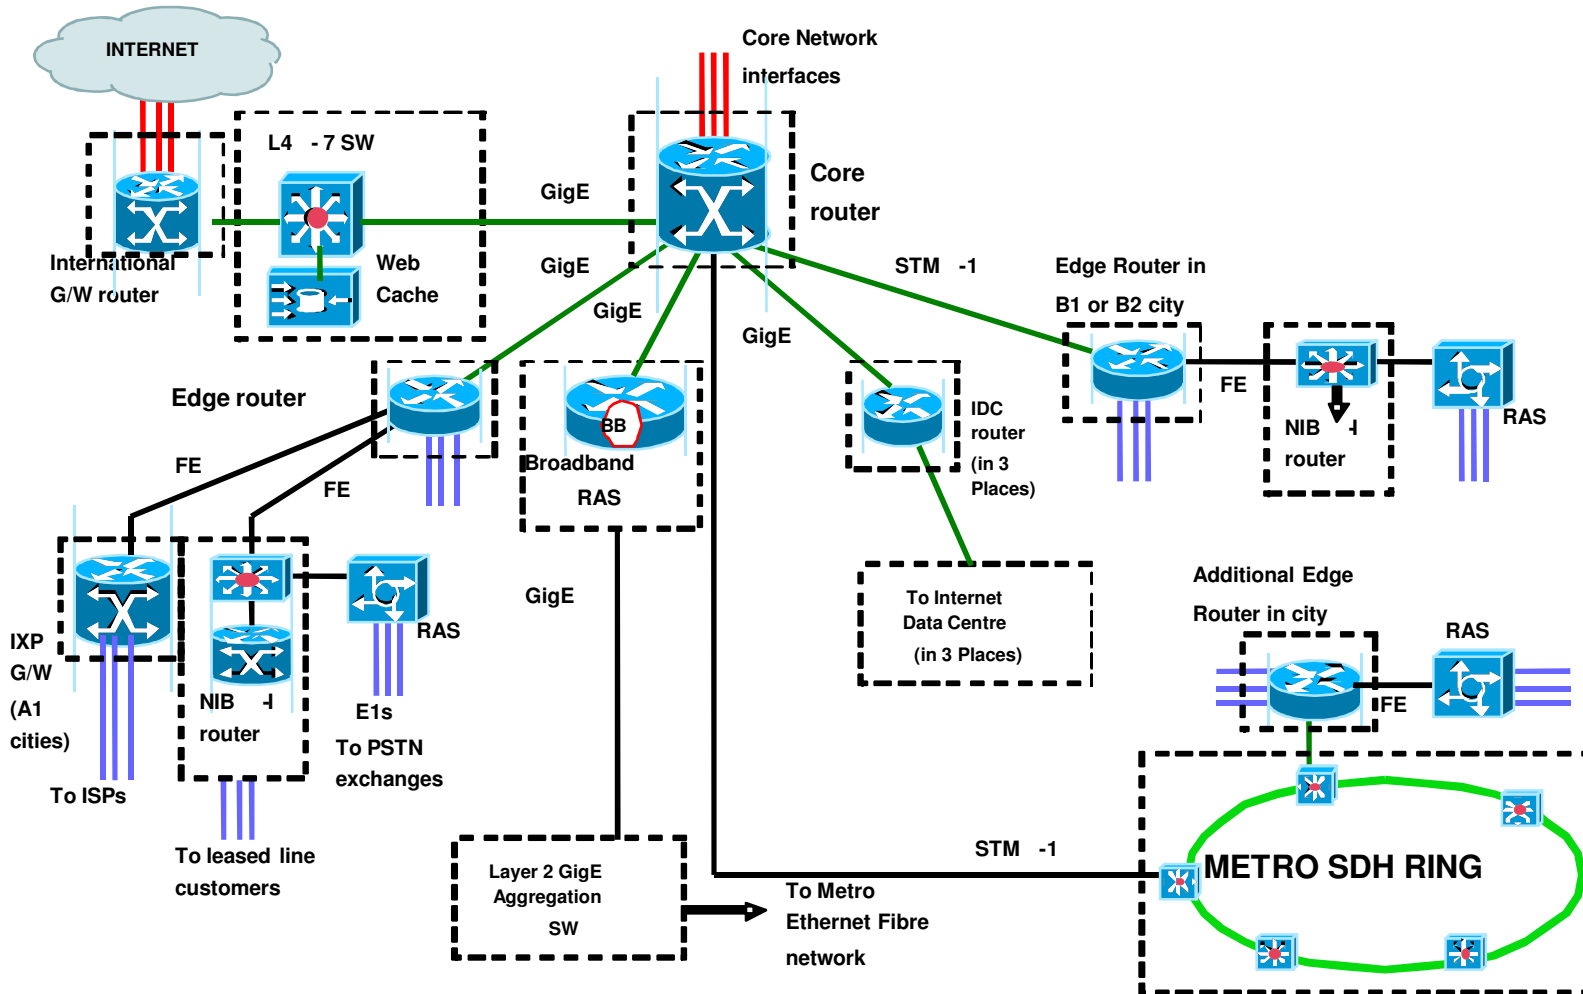 INTERNET
Core Network
interfaces
L4 - 7 SW
GigE
Core
router
International
G/W router
Web
Cache
GigE
STM -1
Edge Router in
B1 or B2 city
GigE
GigE
Edge router
FE
NIB -I
router
RAS
IDC
router
(in 3
Places)
BB
Broadband
RAS
FE
FE
GigE
To Internet
Data Centre
(in 3 Places)
Additional Edge
Router in city
RAS
FE
IXP
G/W
(A1
cities)
RAS
NIB -I
router
E1s
To PSTN
exchanges
To ISPs
To leased line
customers
Layer 2 GigE
Aggregation
SW
To Metro
Ethernet Fibre
network
STM -1
METRO SDH RING